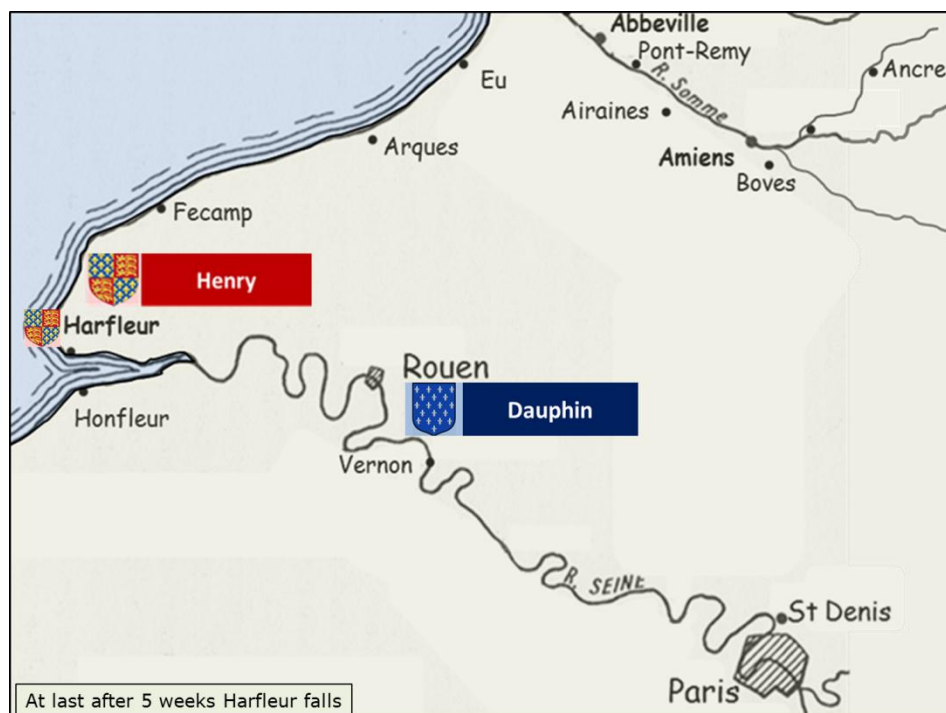 Abbeville
Pont-Remy
Ancre
Eu
R. Somme
Airaines
Arques
Amiens
Boves
Fecamp
Henry
Harfleur
Rouen
Honfleur
Dauphin
Vernon
R. SEINE
St Denis
Paris
At last after 5 weeks Harfleur falls